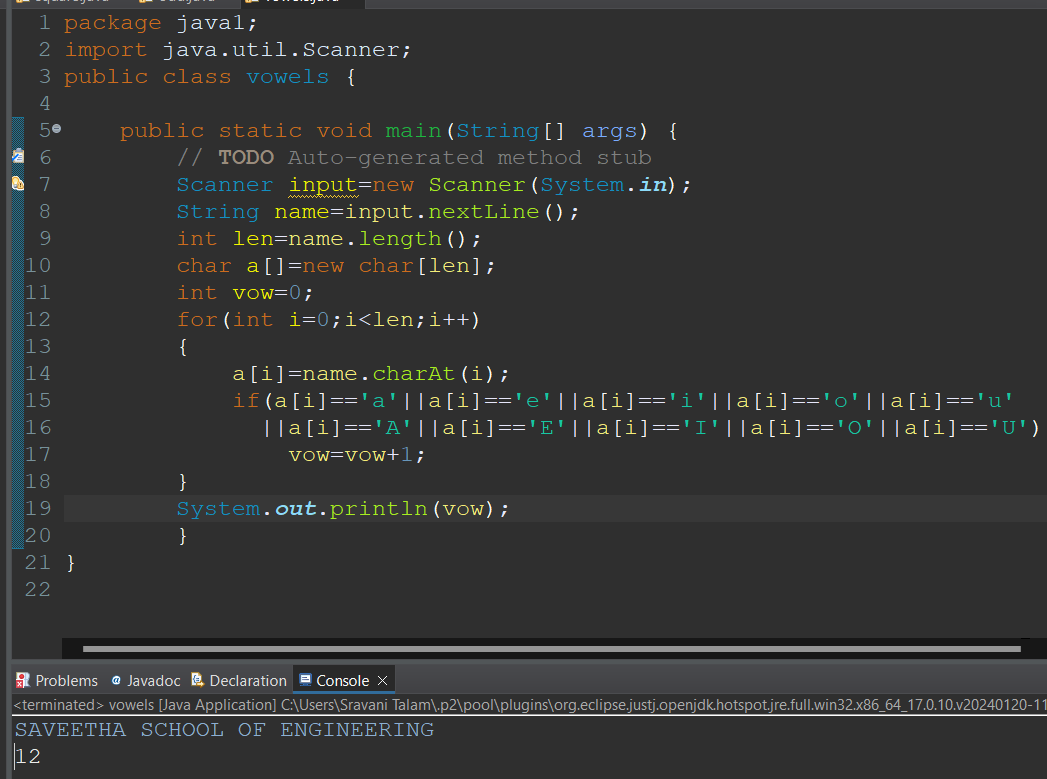 vowels.java
1 package java1;
2 import java.util.Scanner;
3 public class vowels {
4
5 public static void main(String[] args) {
6 // TODO Auto-generated method stub
7 Scanner input=new Scanner(System.in);
8 String name=input.nextLine();
9 int len=name.length();
10 char a[]=new char[len];
11 int vow=0;
12 for(int i=0;i<len;i++)
13 {
14 a[i]=name.charAt(i);
15 if(a[i]=='a'||a[i]=='e'||a[i]=='i'||a[i]=='o'||a[i]=='u'
16 ||a[i]=='A'||a[i]=='E'||a[i]=='I'||a[i]=='O'||a[i]=='U')
17 vow=vow+1;
18 }
19 System.out.println(vow);
20 }
21 }
22
Problems @ Javadoc Declaration Console
<terminated> vowels [Java Application] C:\Users\Sravani Talam\.p2\pool\plugins\org.eclipse.justj.openjdk.hotspot.jre.full.win32.x86_64_17.0.10.v20240120-11
SAVEETHA SCHOOL OF ENGINEERING
12